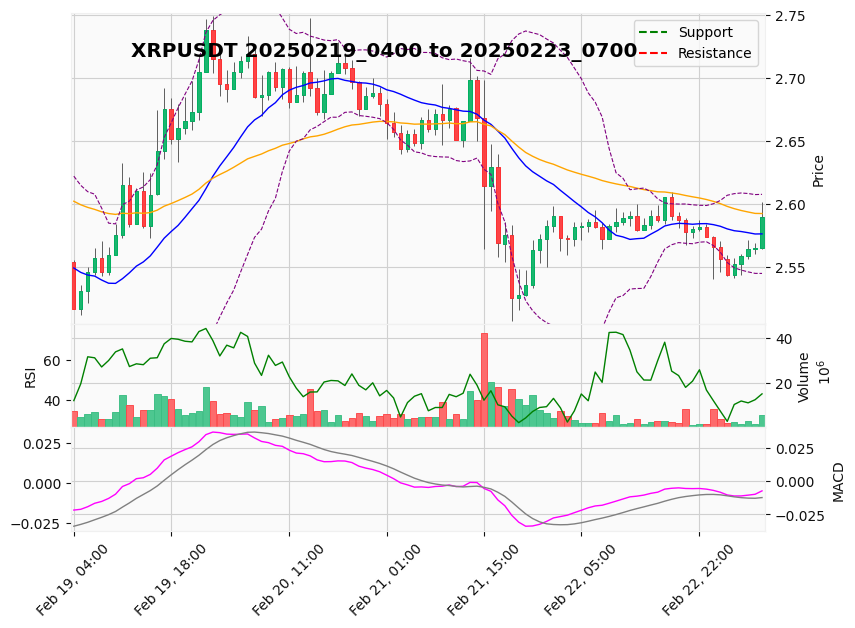 XRPUSDT 20250219_0400 to 20250223_0700
Support
Resistance
2.75
2.70
2.65
2.60
2.55
Price
60
40
RSI
40
20
Volume
10^6
0.025
0.000
−0.025
0.025
0.000
−0.025
MACD
Feb 19, 04:00
Feb 19, 18:00
Feb 20, 11:00
Feb 21, 01:00
Feb 21, 15:00
Feb 22, 05:00
Feb 22, 22:00